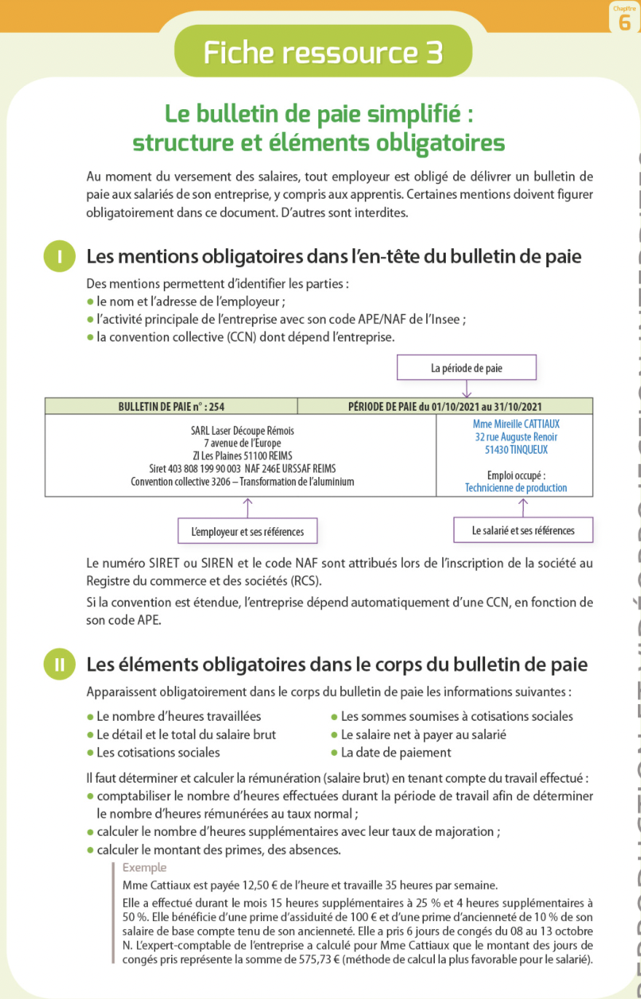 Chapitre
6
Fiche ressource 3
Le bulletin de paie simplifié :
structure et éléments obligatoires
Au moment du versement des salaires, tout employeur est obligé de délivrer un bulletin de
paie aux salariés de son entreprise, y compris aux apprentis. Certaines mentions doivent figurer
obligatoirement dans ce document. D’autres sont interdites.
I Les mentions obligatoires dans l’en-tête du bulletin de paie
Des mentions permettent d’identifier les parties :
● le nom et l’adresse de l’employeur ;
● l’activité principale de l’entreprise avec son code APE/NAF de l’Insee ;
● la convention collective (CCN) dont dépend l’entreprise.
La période de paie
BULLETIN DE PAIE n° : 254
PÉRIODE DE PAIE du 01/10/2021 au 31/10/2021
SARL Laser Découpe Rémois
7 avenue de l’Europe
ZI Les Plaines 51100 REIMS
Siret 403 808 199 90 003 NAF 246E URSSAF REIMS
Convention collective 3206 – Transformation de l’aluminium
Mme Mireille CATTIAUX
32 rue Auguste Renoir
51430 TINQUEUX
Emploi occupé :
Technicienne de production
L’employeur et ses références
Le salarié et ses références
Le numéro SIRET ou SIREN et le code NAF sont attribués lors de l’inscription de la société au
Registre du commerce et des sociétés (RCS).
Si la convention est étendue, l’entreprise dépend automatiquement d’une CCN, en fonction de
son code APE.
II Les éléments obligatoires dans le corps du bulletin de paie
Apparaissent obligatoirement dans le corps du bulletin de paie les informations suivantes :
● Le nombre d’heures travaillées
● Le détail et le total du salaire brut
● Les cotisations sociales
● Les sommes soumises à cotisations sociales
● Le salaire net à payer au salarié
● La date de paiement
Il faut déterminer et calculer la rémunération (salaire brut) en tenant compte du travail effectué :
● comptabiliser le nombre d’heures effectuées durant la période de travail afin de déterminer
le nombre d’heures rémunérées au taux normal ;
● calculer le nombre d’heures supplémentaires avec leur taux de majoration ;
● calculer le montant des primes, des absences.
Exemple
Mme Cattiaux est payée 12,50 € de l’heure et travaille 35 heures par semaine.
Elle a effectué durant le mois 15 heures supplémentaires à 25 % et 4 heures supplémentaires à
50 %. Elle bénéficie d’une prime d’assiduité de 100 € et d’une prime d’ancienneté de 10 % de son
salaire de base compte tenu de son ancienneté. Elle a pris 6 jours de congés du 08 au 13 octobre
N. L’expert-comptable de l’entreprise a calculé pour Mme Cattiaux que le montant des jours de
congés pris représente la somme de 575,73 € (méthode de calcul la plus favorable pour le salarié).